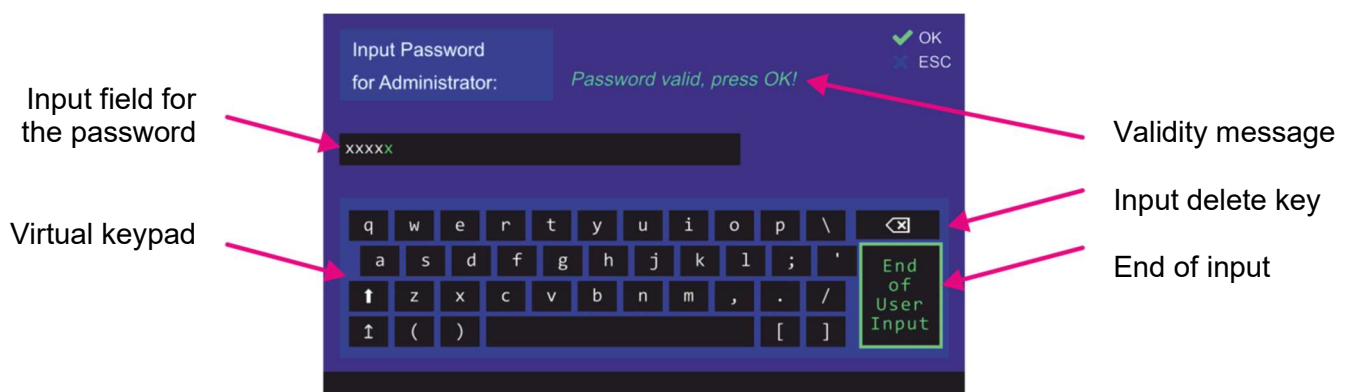 Input Password
for Administrator:
Password valid, press OK!
OK
ESC
Input field for
the password
Validity message
xxxxx
Input delete key
Virtual keypad
End of input
q w e r t y u i o p \
a s d f g h j k l ; '
z x c v b n m , . /
( ) [ ]
End
of
User
Input